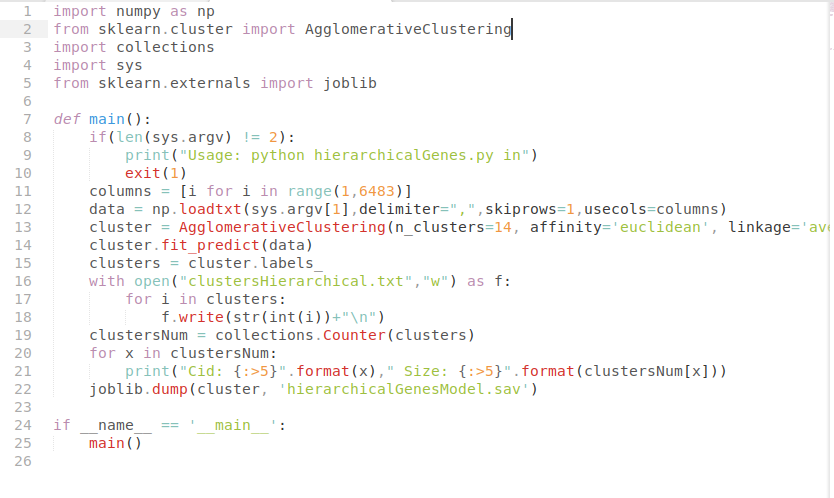 1 import numpy as np
2 from sklearn.cluster import AgglomerativeClustering
3 import collections
4 import sys
5 from sklearn.externals import joblib
6
7 def main():
8     if(len(sys.argv) != 2):
9         print("Usage: python hierarchicalGenes.py in")
10         exit(1)
11     columns = [i for i in range(1,6483)]
12     data = np.loadtxt(sys.argv[1],delimiter=",",skiprows=1,usecols=columns)
13     cluster = AgglomerativeClustering(n_clusters=14, affinity='euclidean', linkage='ave
14     cluster.fit_predict(data)
15     clusters = cluster.labels_
16     with open("clustersHierarchical.txt","w") as f:
17         for i in clusters:
18             f.write(str(int(i))+"\n")
19     clustersNum = collections.Counter(clusters)
20     for x in clustersNum:
21         print("Cid: {:>5}".format(x)," Size: {:>5}".format(clustersNum[x]))
22     joblib.dump(cluster, 'hierarchicalGenesModel.sav')
23
24 if __name__ == '__main__':
25     main()
26